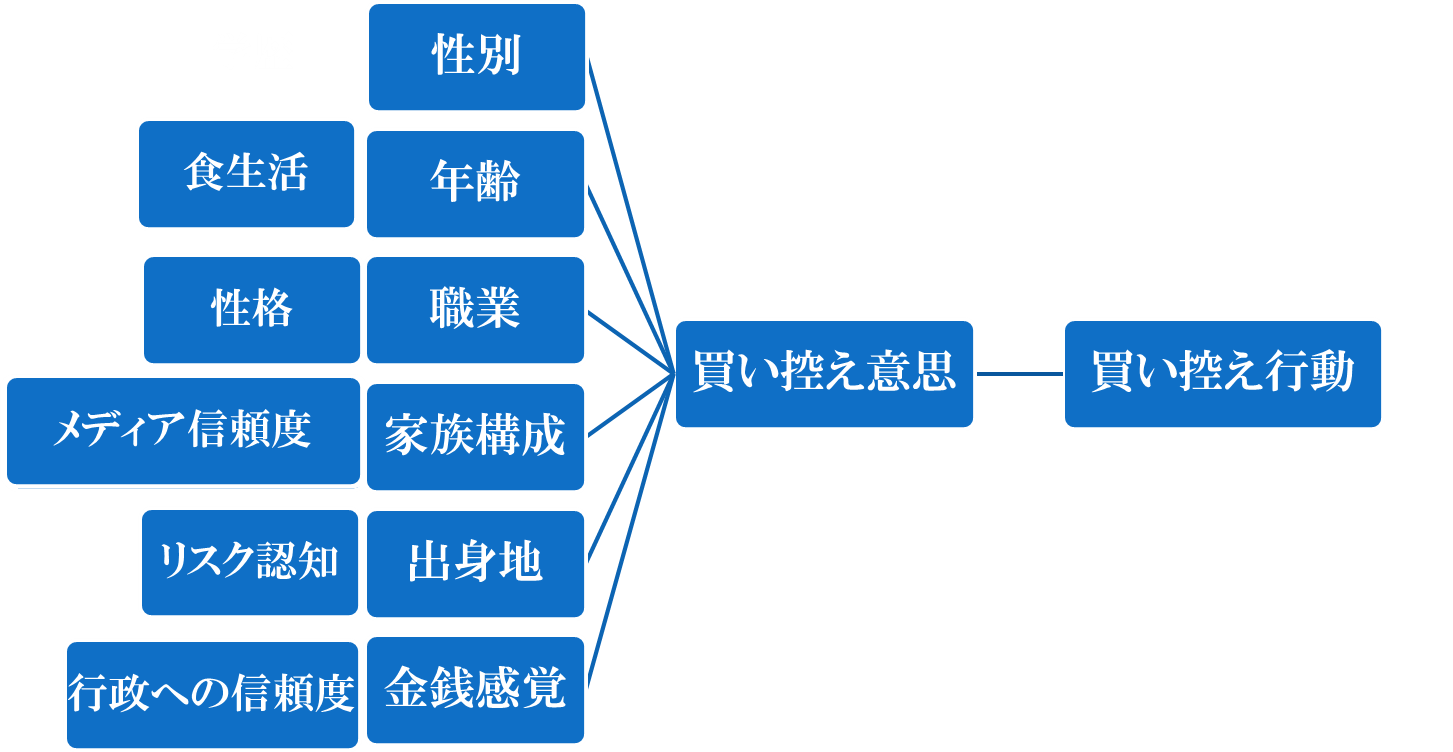 性別
食生活
年齢
性格
職業
買い控え意思
買い控え行動
メディア信頼度
家族構成
リスク認知
出身地
行政への信頼度
金銭感覚